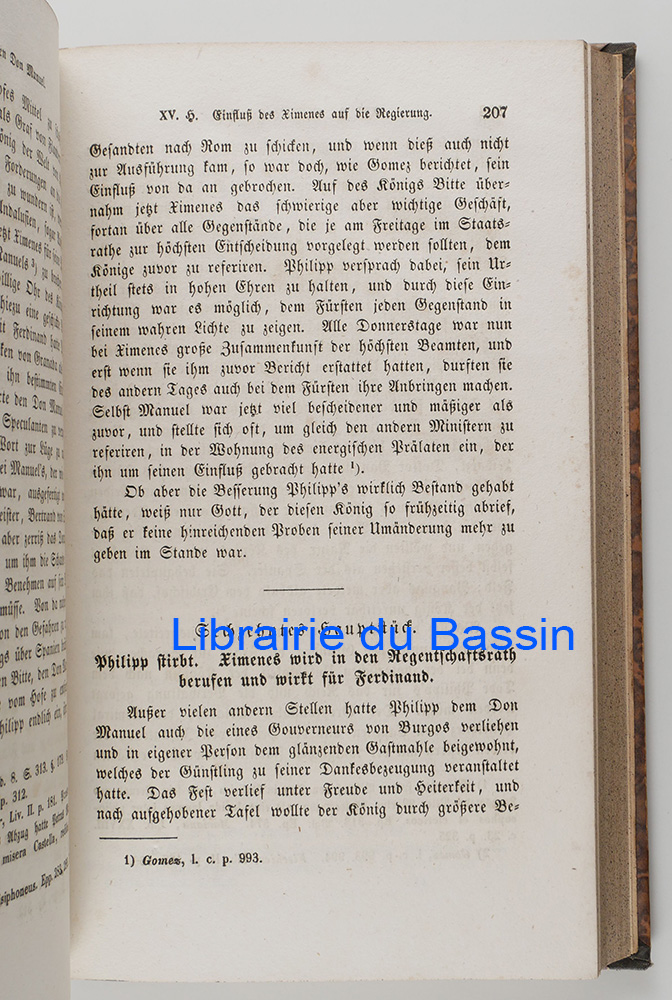 en Don Manuel.
XV. H. Einfluß des Ximenes auf die Regierung. 207
Gesandten nach Rom zu schicken, und wenn dieß auch nicht
zur Ausführung kam, so war doch, wie Gomez berichtet, sein
Einfluß von da an gebrochen. Auf des Königs Bitte über-
nahm jetzt Ximenes das schwierige aber wichtige Geschäft,
fortan über alle Gegenstände, die je am Freitage im Staats-
rathe zur höchsten Entscheidung vorgelegt werden sollten, dem
Könige zuvor zu referiren. Philipp versprach dabei, sein Ur-
theil stets in hohen Ehren zu halten, und durch diese Ein-
richtung war es möglich, dem Fürsten jeden Gegenstand in
seinem wahren Lichte zu zeigen. Alle Donnerstage war nun
bei Ximenes große Zusammenkunft der höchsten Beamten, und
erst wenn sie ihm zuvor Bericht erstattet hatten, durften sie
des andern Tages auch bei dem Fürsten ihre Anbringen machen.
Selbst Manuel war jetzt viel bescheidener und mäßiger als
zuvor, und stellte sich oft, um gleich den andern Ministern zu
referiren, in der Wohnung des energischen Prälaten ein, der
ihn um seinen Einfluß gebracht hatte 1).
Ob aber die Besserung Philipp's wirklich Bestand gehabt
hätte, weiß nur Gott, der diesen König so frühzeitig abrief,
daß er keine hinreichenden Proben seiner Umänderung mehr zu
geben im Stande war.
Sechzehntes Hauptstück.
Librairie du Bassin
Philipp stirbt. Ximenes wird in den Regentschaftsrath
berufen und wirkt für Ferdinand.
Außer vielen andern Stellen hatte Philipp dem Don
Manuel auch die eines Gouverneurs von Burgos verliehen
und in eigener Person dem glänzenden Gastmahle beigewohnt,
welches der Günstling zu seiner Dankesbezeugung veranstaltet
hatte. Das Fest verlief unter Freude und Heiterkeit, und
nach aufgehobener Tafel wollte der König durch größere Be-
1) Gomez, l. c. p. 993.